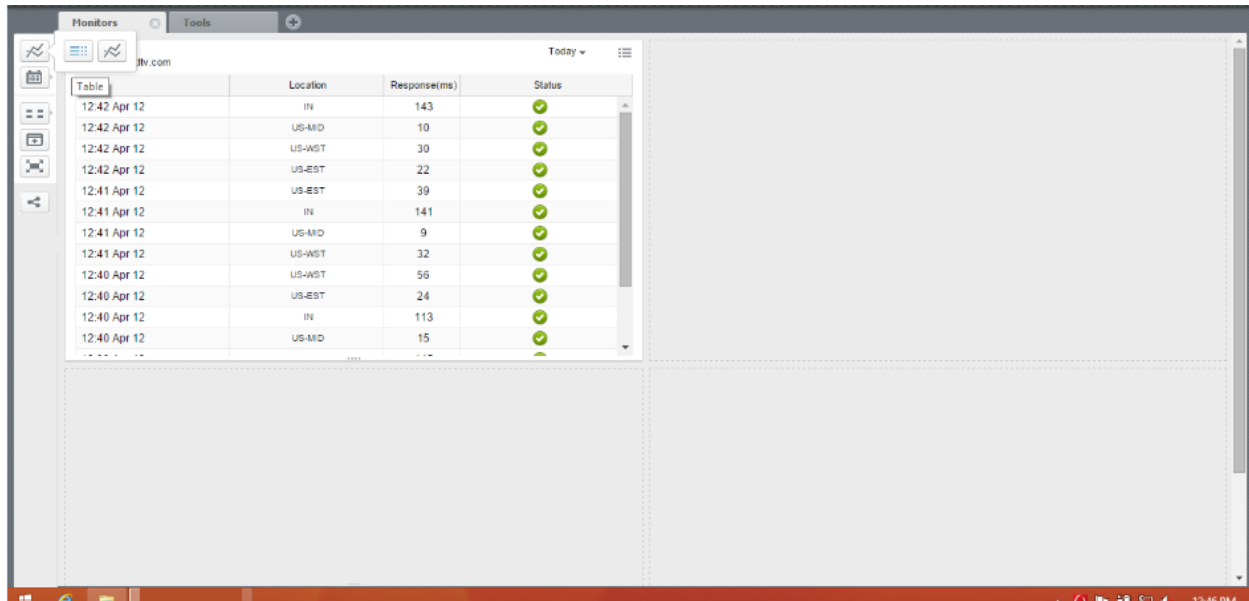 Monitors Tools
Today
dtv.com
Table Location Response(ms) Status
12:42 Apr 12 IN 143
12:42 Apr 12 US-MID 10
12:42 Apr 12 US-WST 30
12:42 Apr 12 US-EST 22
12:41 Apr 12 US-EST 39
12:41 Apr 12 IN 141
12:41 Apr 12 US-MID 9
12:41 Apr 12 US-WST 32
12:40 Apr 12 US-WST 56
12:40 Apr 12 US-EST 24
12:40 Apr 12 IN 113
12:40 Apr 12 US-MID 15
12:46 PM